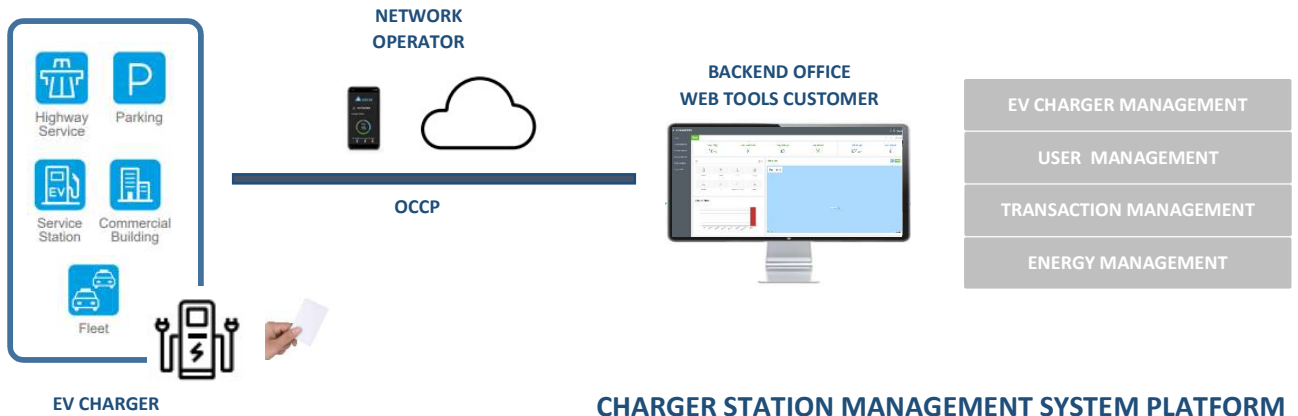 NETWORK
OPERATOR
Highway
Service
Parking
EV
Service
Station
Commercial
Building
Fleet
EV CHARGER
OCCP
BACKEND OFFICE
WEB TOOLS CUSTOMER
EV CHARGER MANAGEMENT
USER MANAGEMENT
TRANSACTION MANAGEMENT
ENERGY MANAGEMENT
CHARGER STATION MANAGEMENT SYSTEM PLATFORM